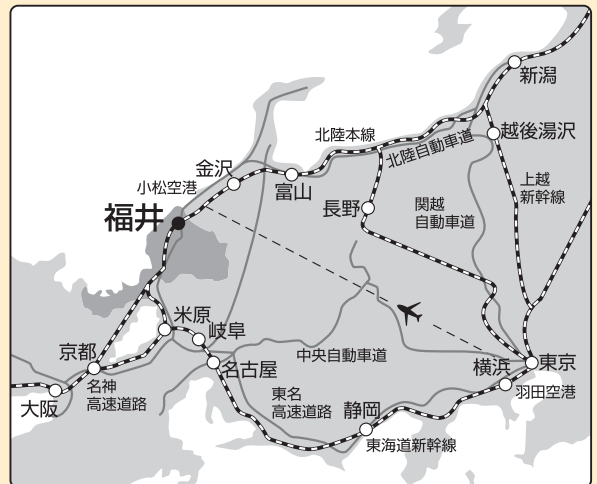 新潟
北陸本線
越後湯沢
北陸自動車道
金沢
小松空港
富山
上越
新幹線
長野
関越
自動車道
福井
米原
岐阜
京都
中央自動車道
名古屋
横浜
東京
名神
高速道路
東名
高速道路
羽田空港
大阪
静岡
東海道新幹線